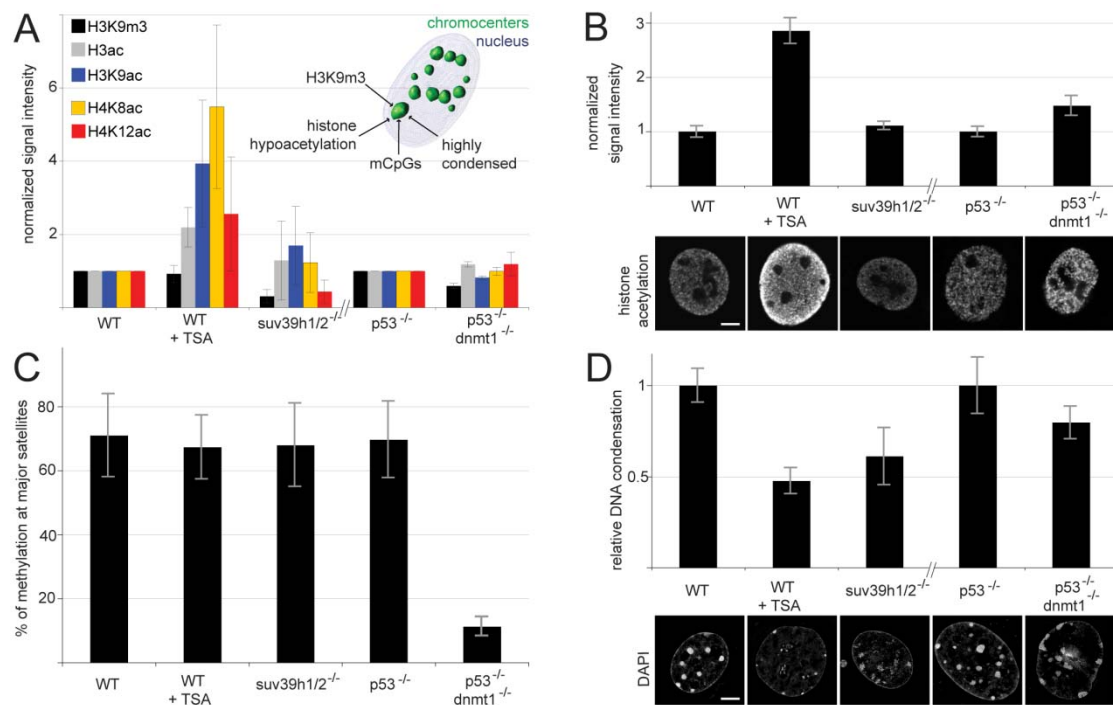 A
H3K9m3
H3ac
H3K9ac
H4K8ac
H4K12ac
chromocenters
nucleus
H3K9m3
histone
hypoacetylation
mCpGs
highly
condensed
normalized signal intensity
6
4
2
WT
WT
+ TSA
suv39h1/2-/-
p53-/-
p53-/-
dnmt1-/-
B
normalized
signal intensity
3
2
1
WT
WT
+ TSA
suv39h1/2-/-
p53-/-
p53-/-
dnmt1-/-
histone
acetylation
C
% of methylation at major satellites
80
60
40
20
WT
WT
+ TSA
suv39h1/2-/-
p53-/-
p53-/-
dnmt1-/-
D
relative DNA condensation
1
0.5
WT
WT
+ TSA
suv39h1/2-/-
p53-/-
p53-/-
dnmt1-/-
DAPI